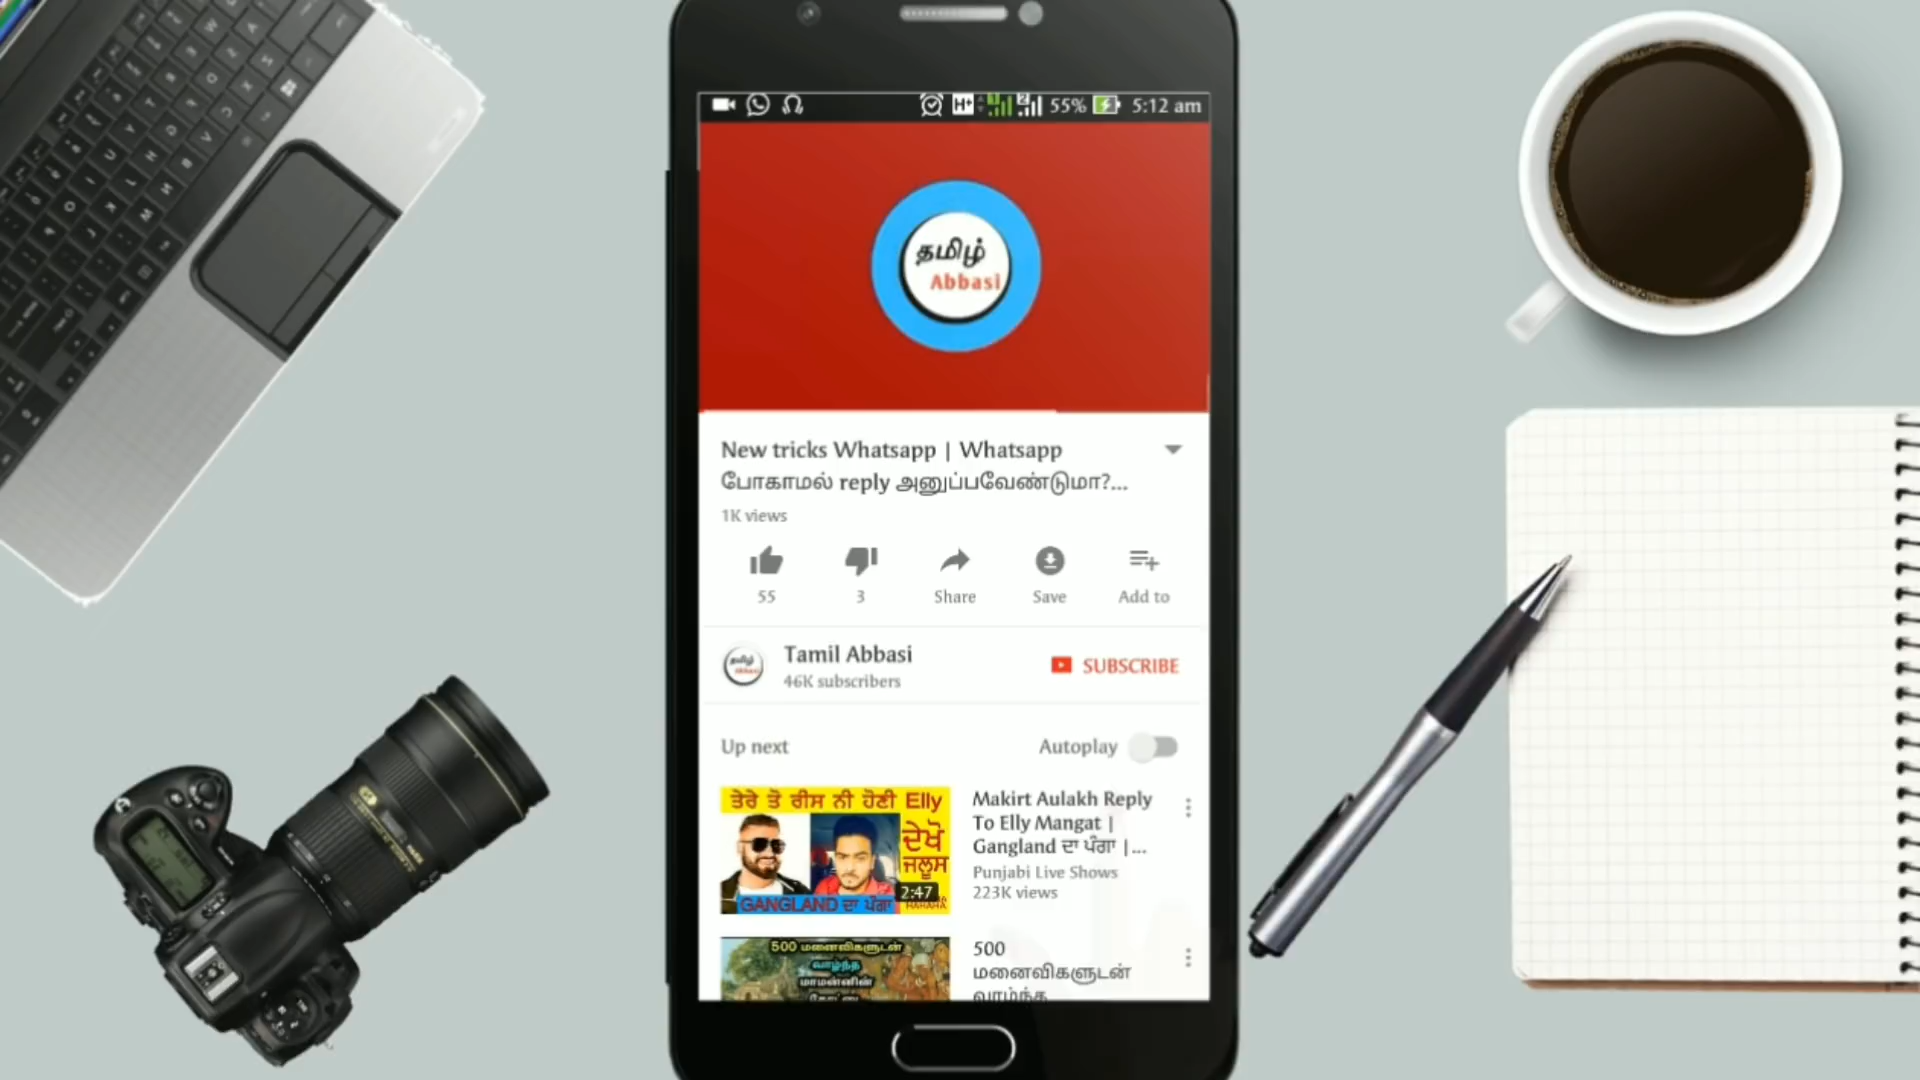 55% 5:12 am
தமிழ்
Abbasi
New tricks Whatsapp | Whatsapp
போகாமல் reply அனுப்பவேண்டுமா?...
1K views
55
3
Share
Save
Add to
Tamil Abbasi
46K subscribers
SUBSCRIBE
Up next
Autoplay
ਤੇਰੇ ਤੋ ਰੀਸ ਨੀ ਹੋਣੀ Elly
ਦੇਖੋ
ਜਲੂਸ
2:47
GANGLAND ਦਾ ਪੰਗਾ
Makirt Aulakh Reply
To Elly Mangat |
Gangland ਦਾ ਪੰਗਾ |...
Punjabi Live Shows
223K views
500 மனைவிகளுடன்
வாழ்ந்த
மாமன்னின்
500
மனைவிகளுடன்
வாழ்ந்த